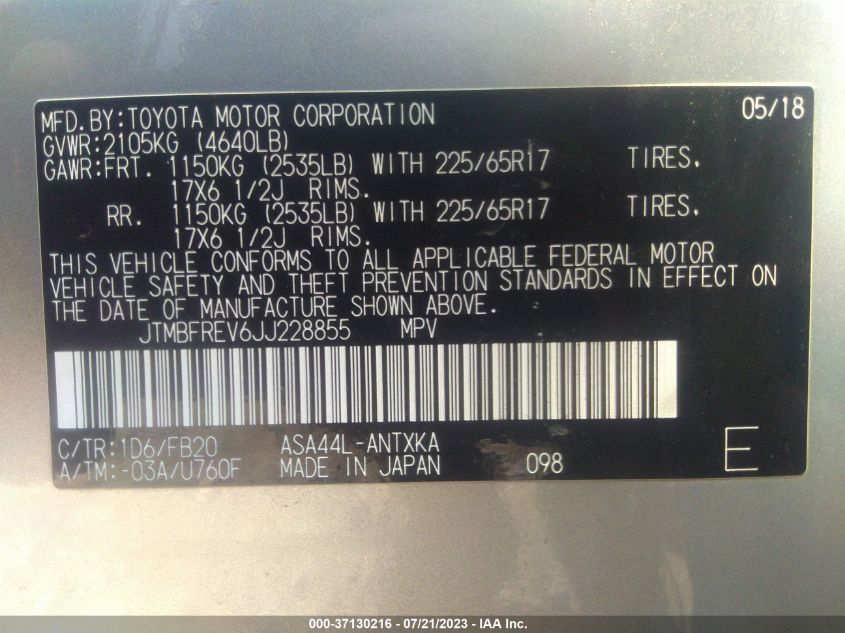 MFD.BY:TOYOTA MOTOR CORPORATION 05/18
GVWR:2105KG (4640LB)
GAWR:FRT. 1150KG (2535LB) WITH 225/65R17 TIRES.
17X6 1/2J RIMS.
RR. 1150KG (2535LB) WITH 225/65R17 TIRES.
17X6 1/2J RIMS.
THIS VEHICLE CONFORMS TO ALL APPLICABLE FEDERAL MOTOR
VEHICLE SAFETY AND THEFT PREVENTION STANDARDS IN EFFECT ON
THE DATE OF MANUFACTURE SHOWN ABOVE.
JTMBFREV6JJ228855 MPV
C/TR:1D6/FB20 ASA44L-ANTXKA
A/TM:-03A/U760F MADE IN JAPAN 098 E
000-37130216 - 07/21/2023 - IAA Inc.